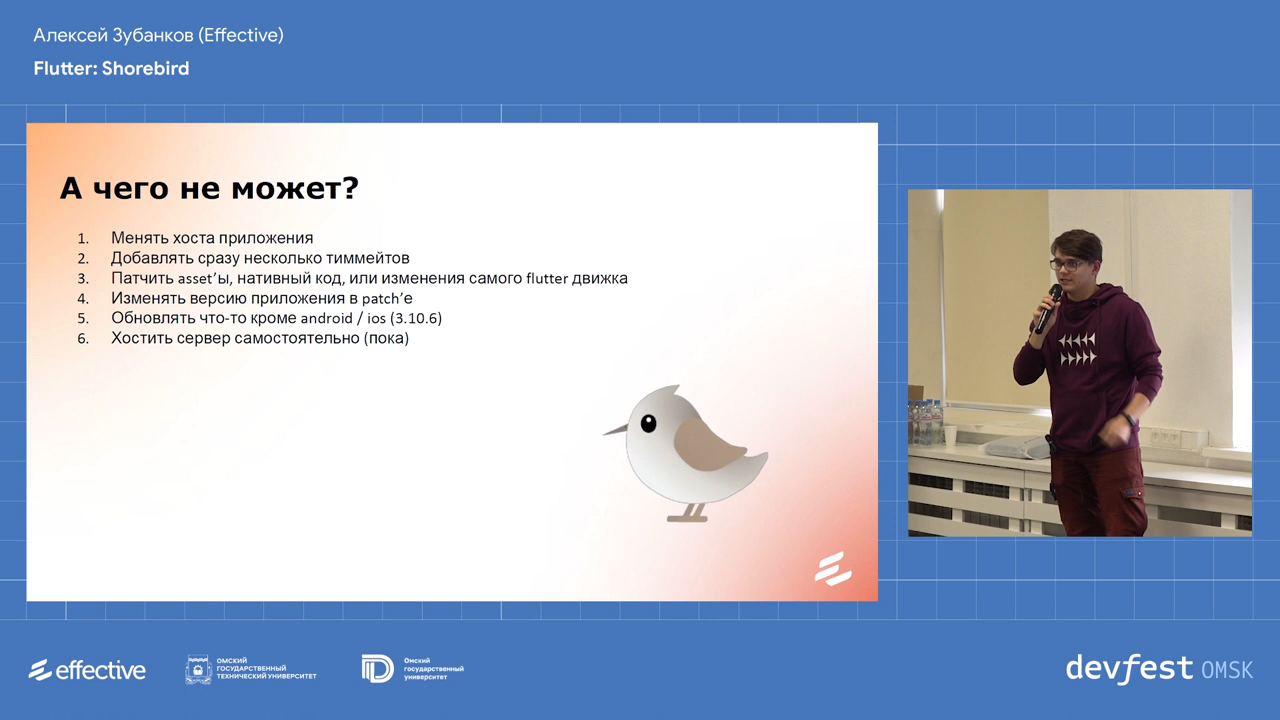 Алексей Зубанков (Effective)
Flutter: Shorebird
А чего не может?
1. Менять хоста приложения
2. Добавлять сразу несколько тиммейтов
3. Патчить asset’ы, нативный код, или изменения самого flutter движка
4. Изменять версию приложения в patch’е
5. Обновлять что-то кроме android / ios (3.10.6)
6. Хостить сервер самостоятельно (пока)
effective
ОМСКИЙ
ГОСУДАРСТВЕННЫЙ
ТЕХНИЧЕСКИЙ УНИВЕРСИТЕТ
Омский
государственный
университет
devfest OMSK